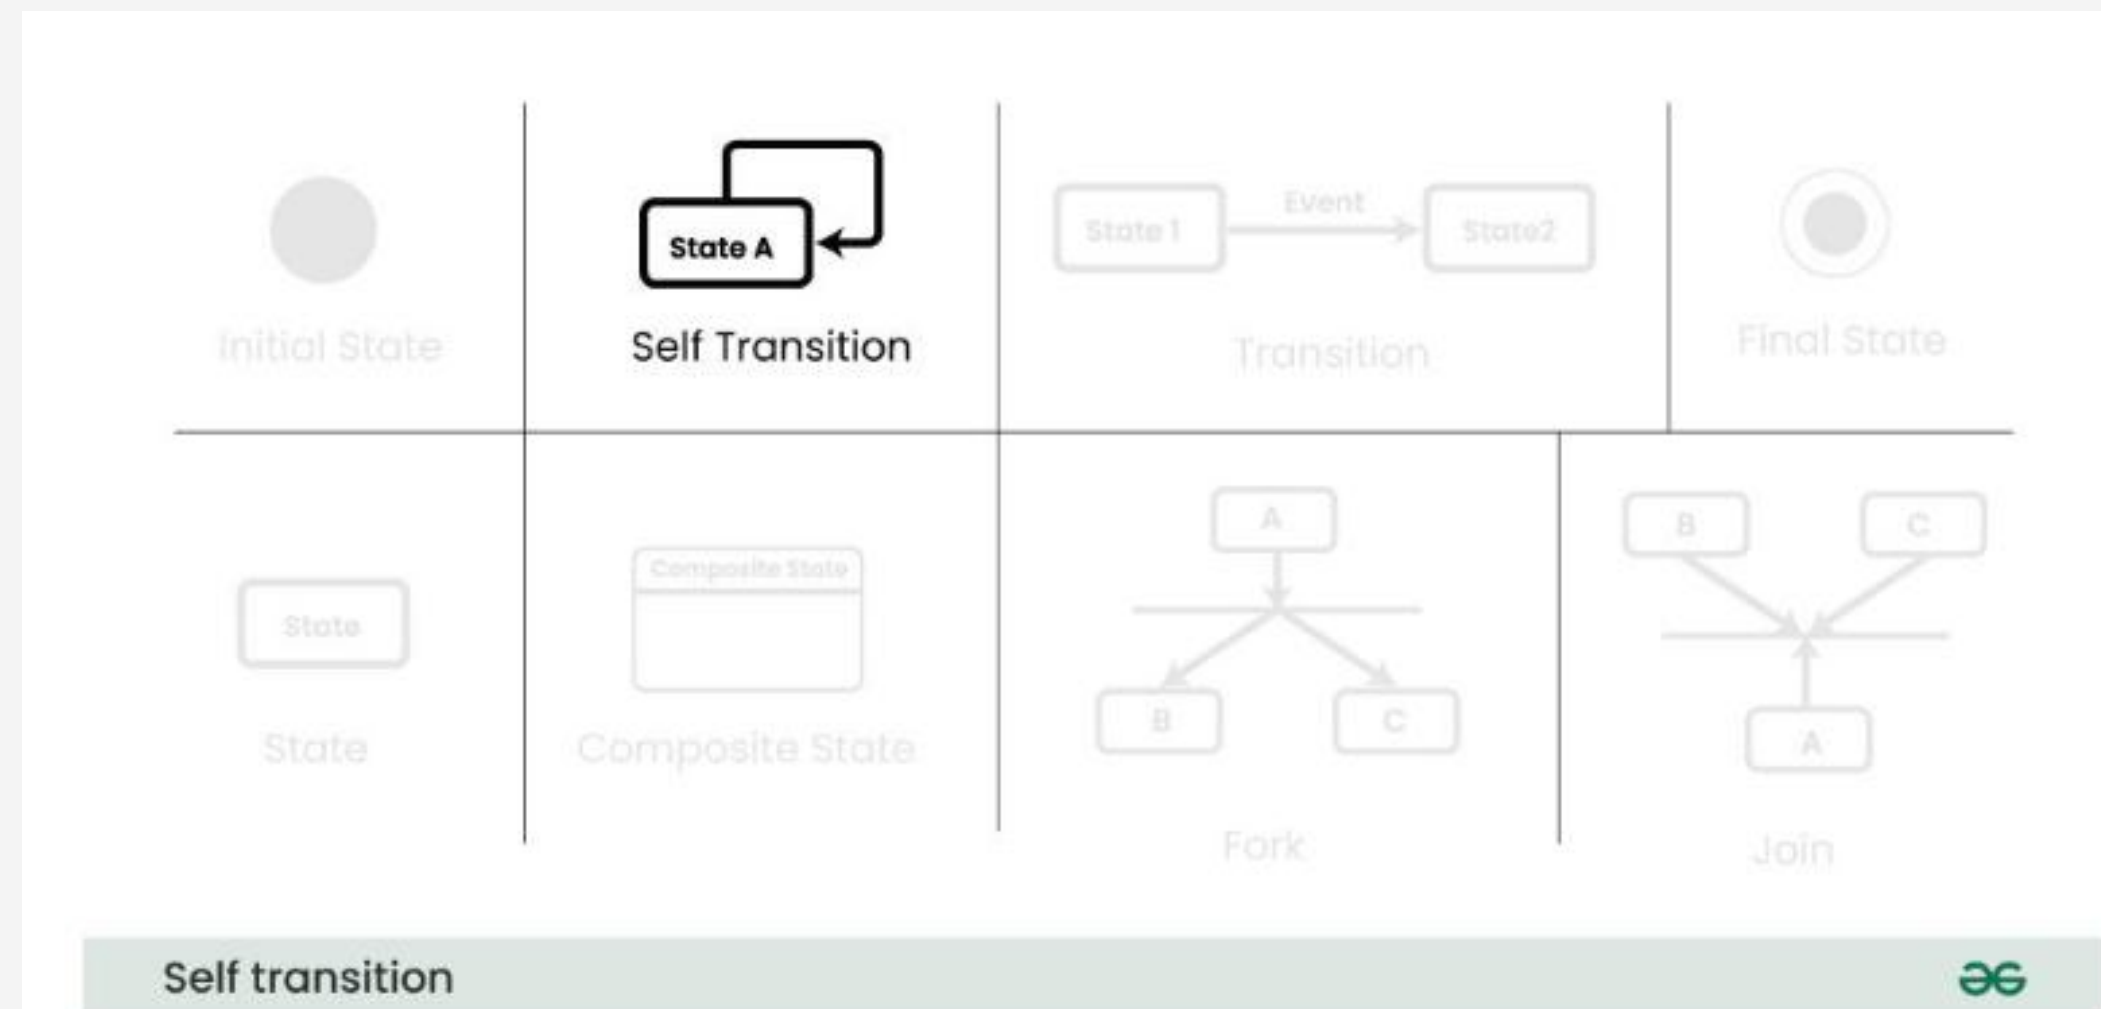 State A
Self Transition
Initial State
State 1
Event
State2
Transition
Final State
State
State
Composite State
Composite State
A
B
C
Fork
B
C
A
Join
Self transition